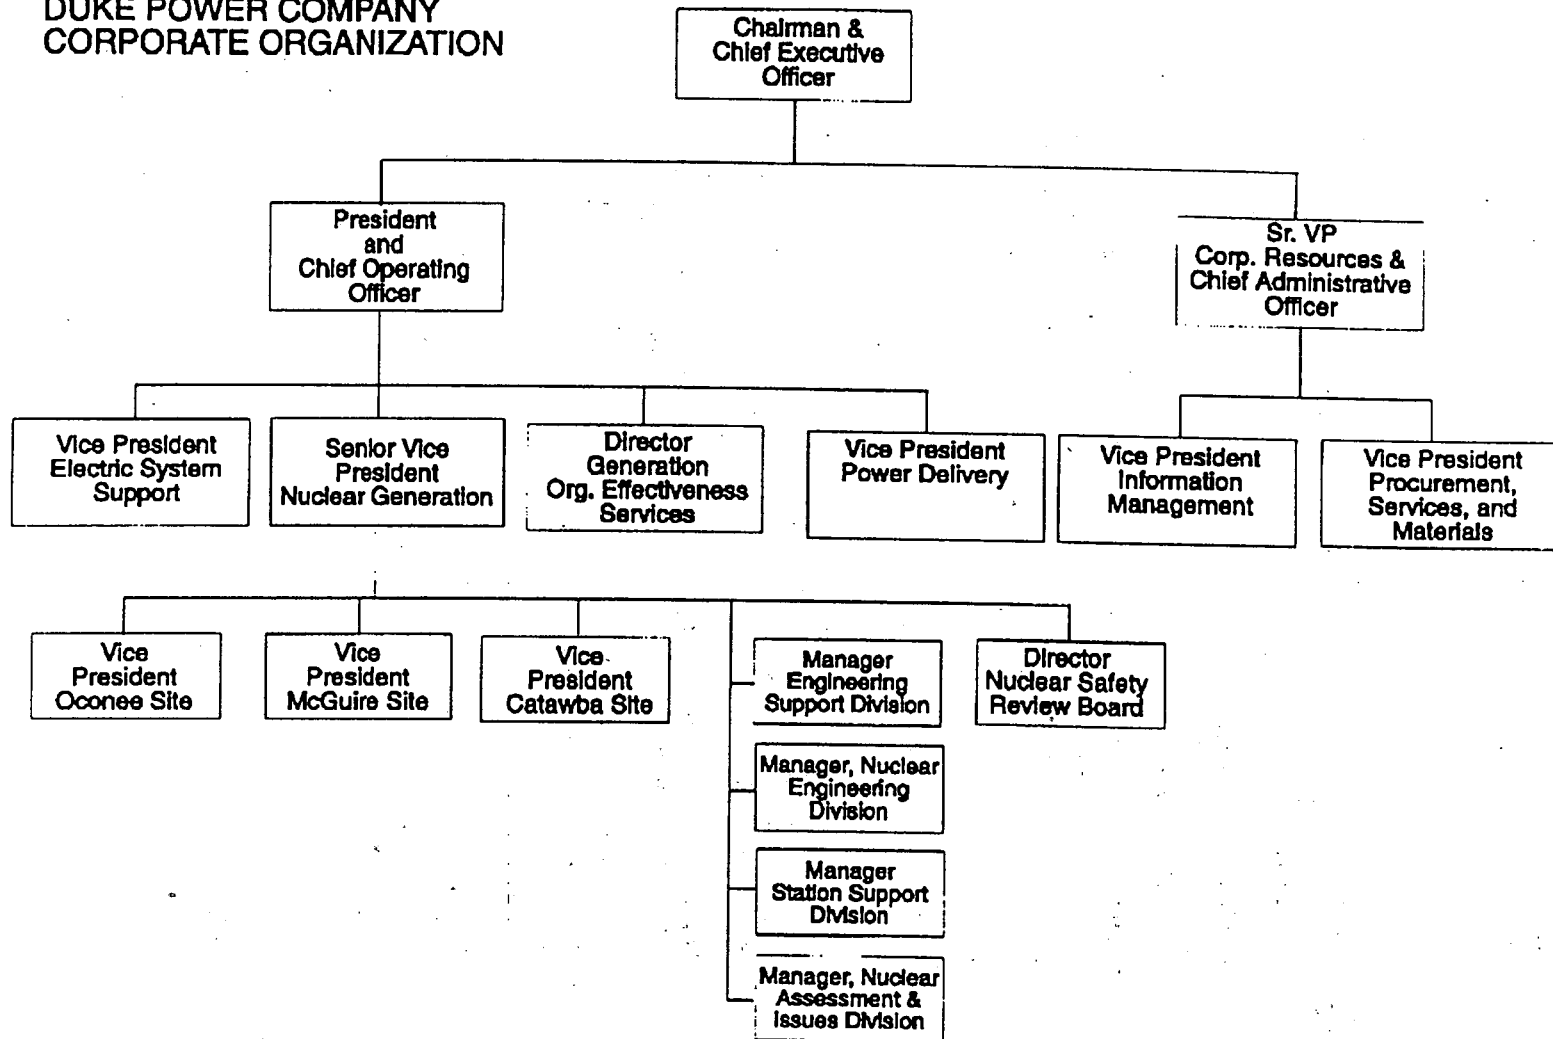 DUKE POWER COMPANY
CORPORATE ORGANIZATION
Chairman &
Chief Executive
Officer
President
and
Chief Operating
Officer
Sr. VP
Corp. Resources &
Chief Administrative
Officer
Vice President
Electric System
Support
Senior Vice
President
Nuclear Generation
Director
Generation
Org. Effectiveness
Services
Vice President
Power Delivery
Vice President
Information
Management
Vice President
Procurement,
Services, and
Materials
Vice
President
Oconee Site
Vice
President
McGuire Site
Vice
President
Catawba Site
Manager
Engineering
Support Division
Director
Nuclear Safety
Review Board
Manager, Nuclear
Engineering
Division
Manager
Station Support
Division
Manager, Nuclear
Assessment &
Issues Division